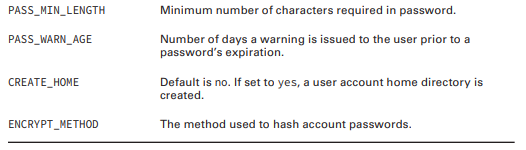 PASS_MIN_LENGTH Minimum number of characters required in password.
PASS_WARN_AGE Number of days a warning is issued to the user prior to a
password’s expiration.
CREATE_HOME Default is no. If set to yes, a user account home directory is
created.
ENCRYPT_METHOD The method used to hash account passwords.